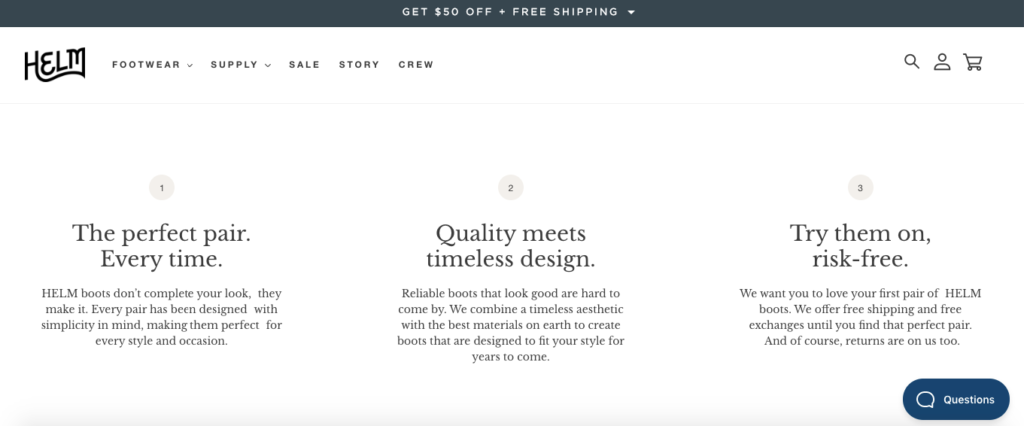 GET $50 OFF + FREE SHIPPING
HELM
FOOTWEAR
SUPPLY
SALE
STORY
CREW
1
The perfect pair.
Every time.
HELM boots don't complete your look, they
make it. Every pair has been designed with
simplicity in mind, making them perfect for
every style and occasion.
2
Quality meets
timeless design.
Reliable boots that look good are hard to
come by. We combine a timeless aesthetic
with the best materials on earth to create
boots that are designed to fit your style for
years to come.
3
Try them on,
risk-free.
We want you to love your first pair of HELM
boots. We offer free shipping and free
exchanges until you find that perfect pair.
And of course, returns are on us too.
Questions